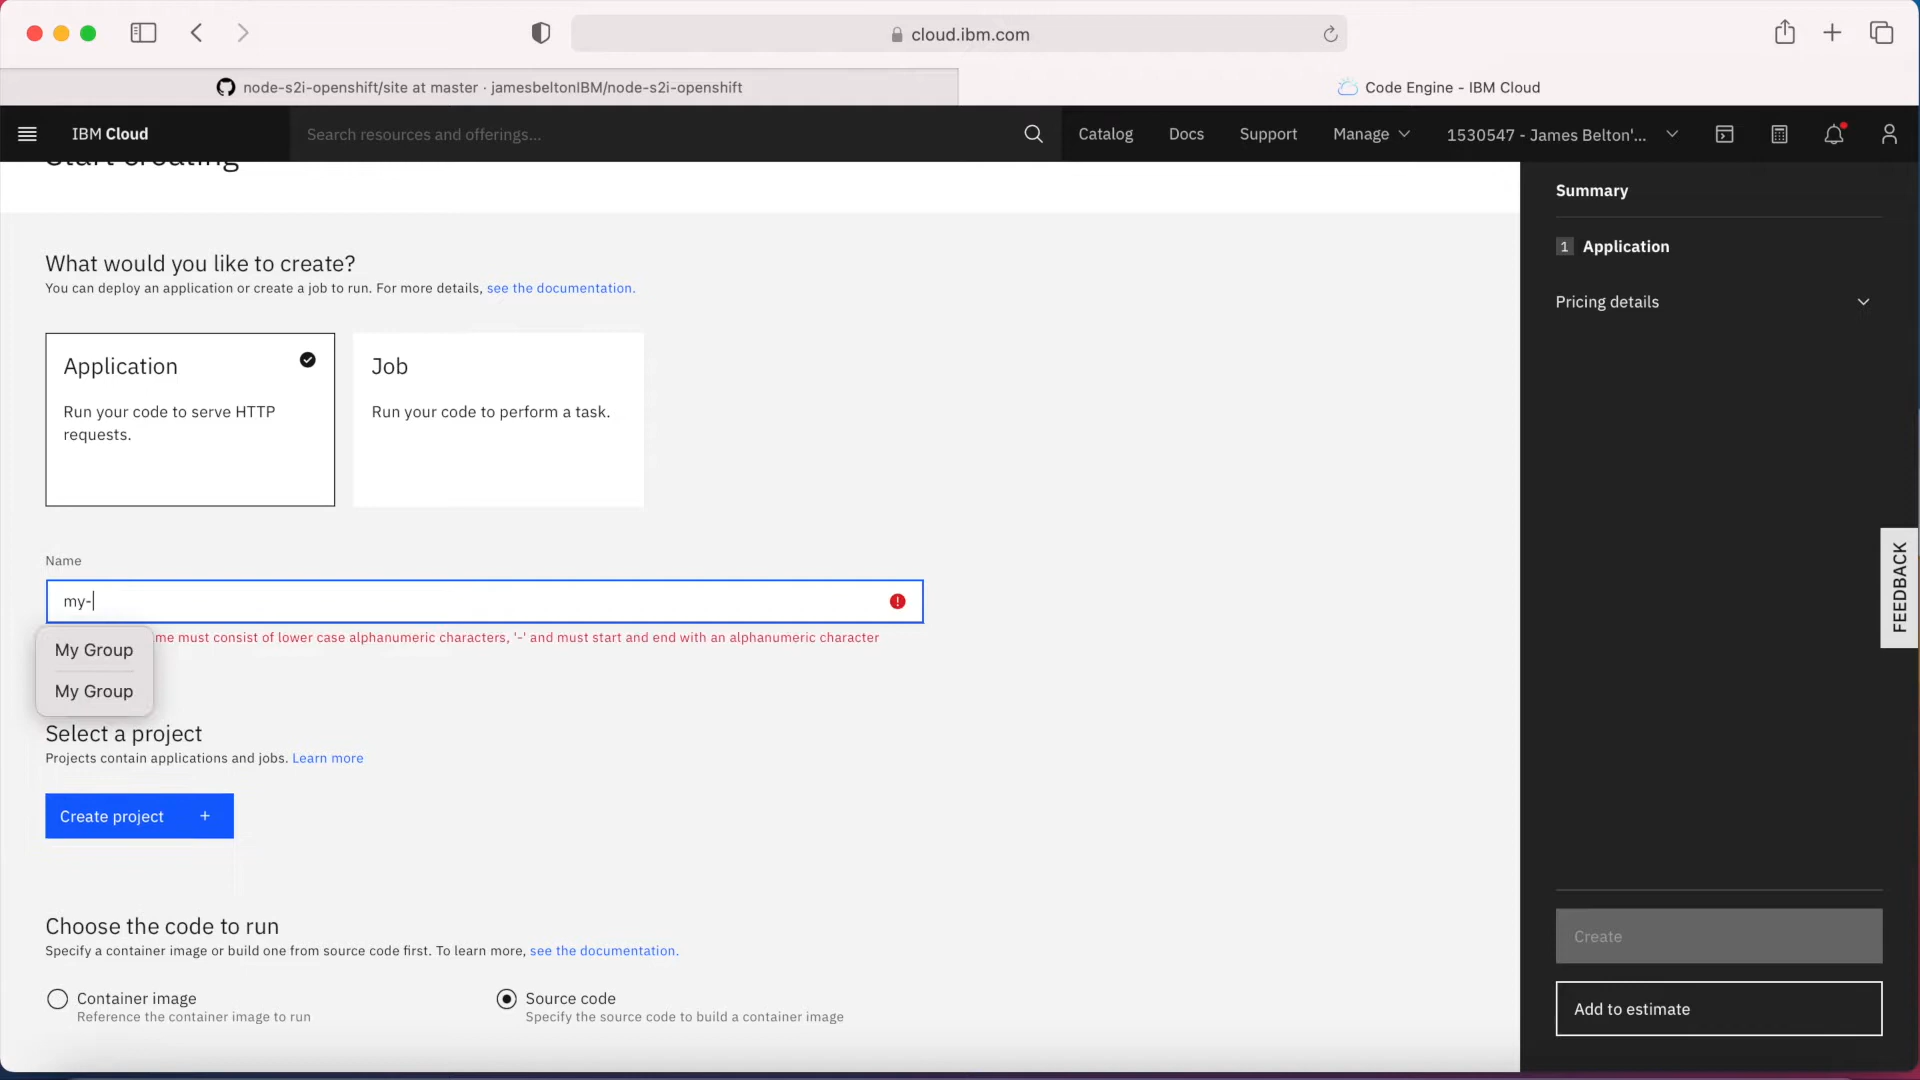 cloud.ibm.com
node-s2i-openshift/site at master · jamesbeltonIBM/node-s2i-openshift
Code Engine - IBM Cloud
IBM Cloud
Search resources and offerings...
Catalog
Docs
Support
Manage
1530547 - James Belton'...
Start creating
What would you like to create?
You can deploy an application or create a job to run. For more details, see the documentation.
Application
Run your code to serve HTTP
requests.
Job
Run your code to perform a task.
Name
my-
me must consist of lower case alphanumeric characters, '-' and must start and end with an alphanumeric character
My Group
My Group
Select a project
Projects contain applications and jobs. Learn more
Create project +
Choose the code to run
Specify a container image or build one from source code first. To learn more, see the documentation.
Container image
Reference the container image to run
Source code
Specify the source code to build a container image
Summary
1 Application
Pricing details
FEEDBACK
Create
Add to estimate